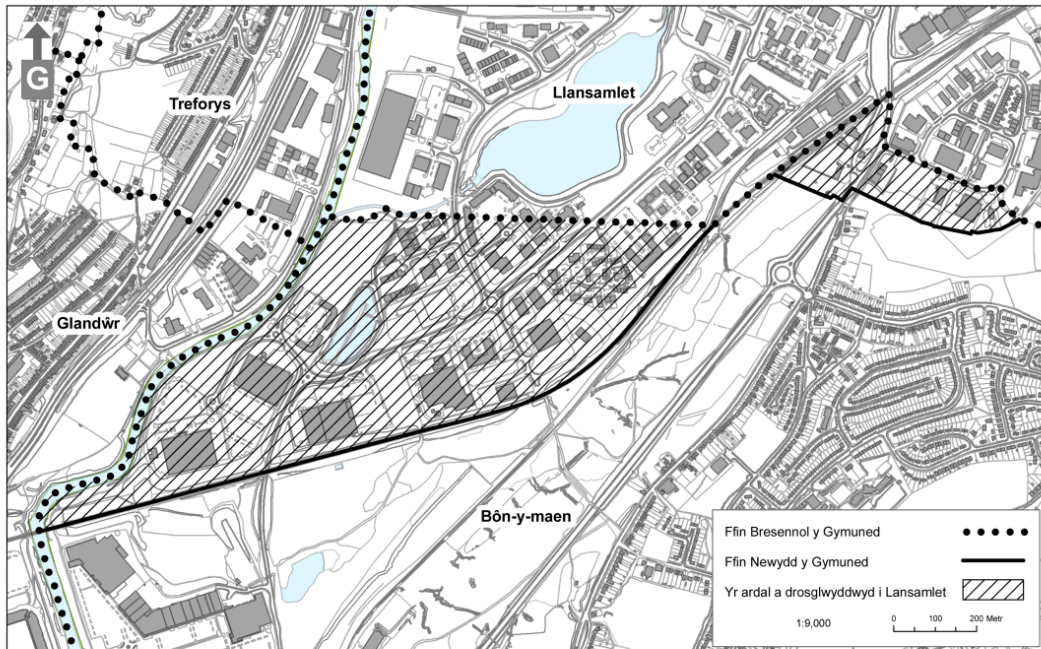 G
Treforys
Llansamlet
Glandŵr
Bôn-y-maen
Ffin Bresennol y Gymuned
Ffin Newydd y Gymuned
Yr ardal a drosglwyddwyd i Lansamlet
1:9,000
0 100 200 Metr